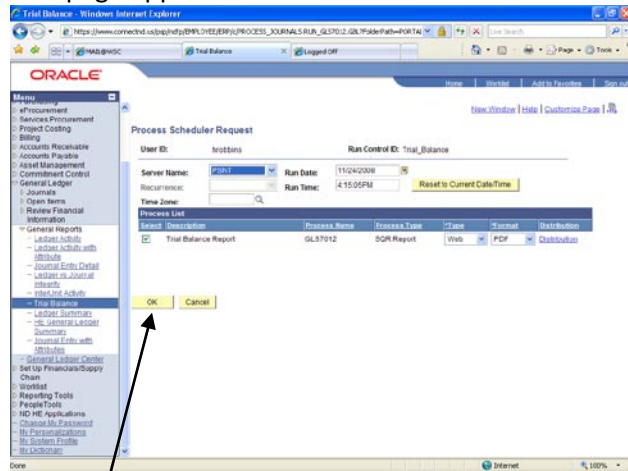 Trial Balance - Windows Internet Explorer
Live Search
MAB@WSC
Trial Balance
Logged Off
Page
Tools
ORACLE
Home
Worklist
Add to Favorites
Sign out
Menu
New Window | Help | Customize Page
eProcurement
Services Procurement
Project Costing
Billing
Accounts Receivable
Accounts Payable
Asset Management
Commitment Control
General Ledger
Journals
Open Items
Review Financial
Information
General Reports
- Ledger Activity
- Ledger Activity with
Attribute
- Journal Entry Detail
- Ledger vs Journal
Integrity
- InterUnit Activity
- Trial Balance
- Ledger Summary
- HE General Ledger
Summary
- Journal Entry with
Attributes
- General Ledger Center
Set Up Financials/Supply
Chain
Worklist
Reporting Tools
PeopleTools
ND HE Applications
- Change My Password
- My Personalizations
- My System Profile
- My Dictionary
Process Scheduler Request
User ID: trobbins Run Control ID: Trial_Balance
Server Name: PSNT Run Date: 11/24/2008
Recurrence: Run Time: 4:15:05PM Reset to Current Date/Time
Time Zone:
Process List
Select Description Process Name Process Type *Type *Format Distribution
Trial Balance Report GLS7012 SQR Report Web PDF Distribution
OK Cancel
Done Internet 100%